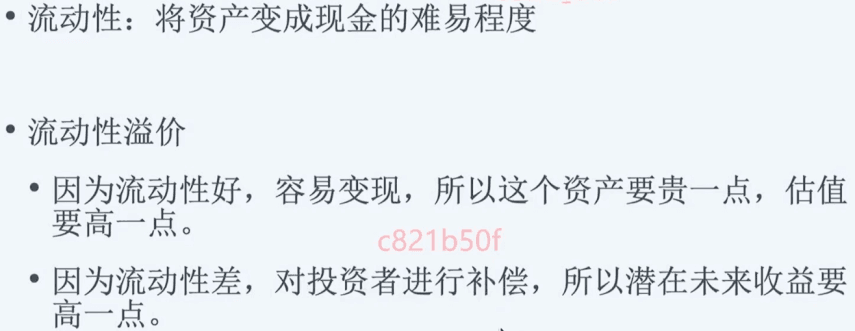 • 流动性：将资产变成现金的难易程度
• 流动性溢价
• 因为流动性好，容易变现，所以这个资产要贵一点，估值
要高一点。
c821b50f
• 因为流动性差，对投资者进行补偿，所以潜在未来收益要
高一点。